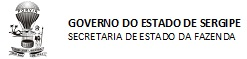 GOVERNO DO ESTADO DE SERGIPE
SECRETARIA DE ESTADO DA FAZENDA